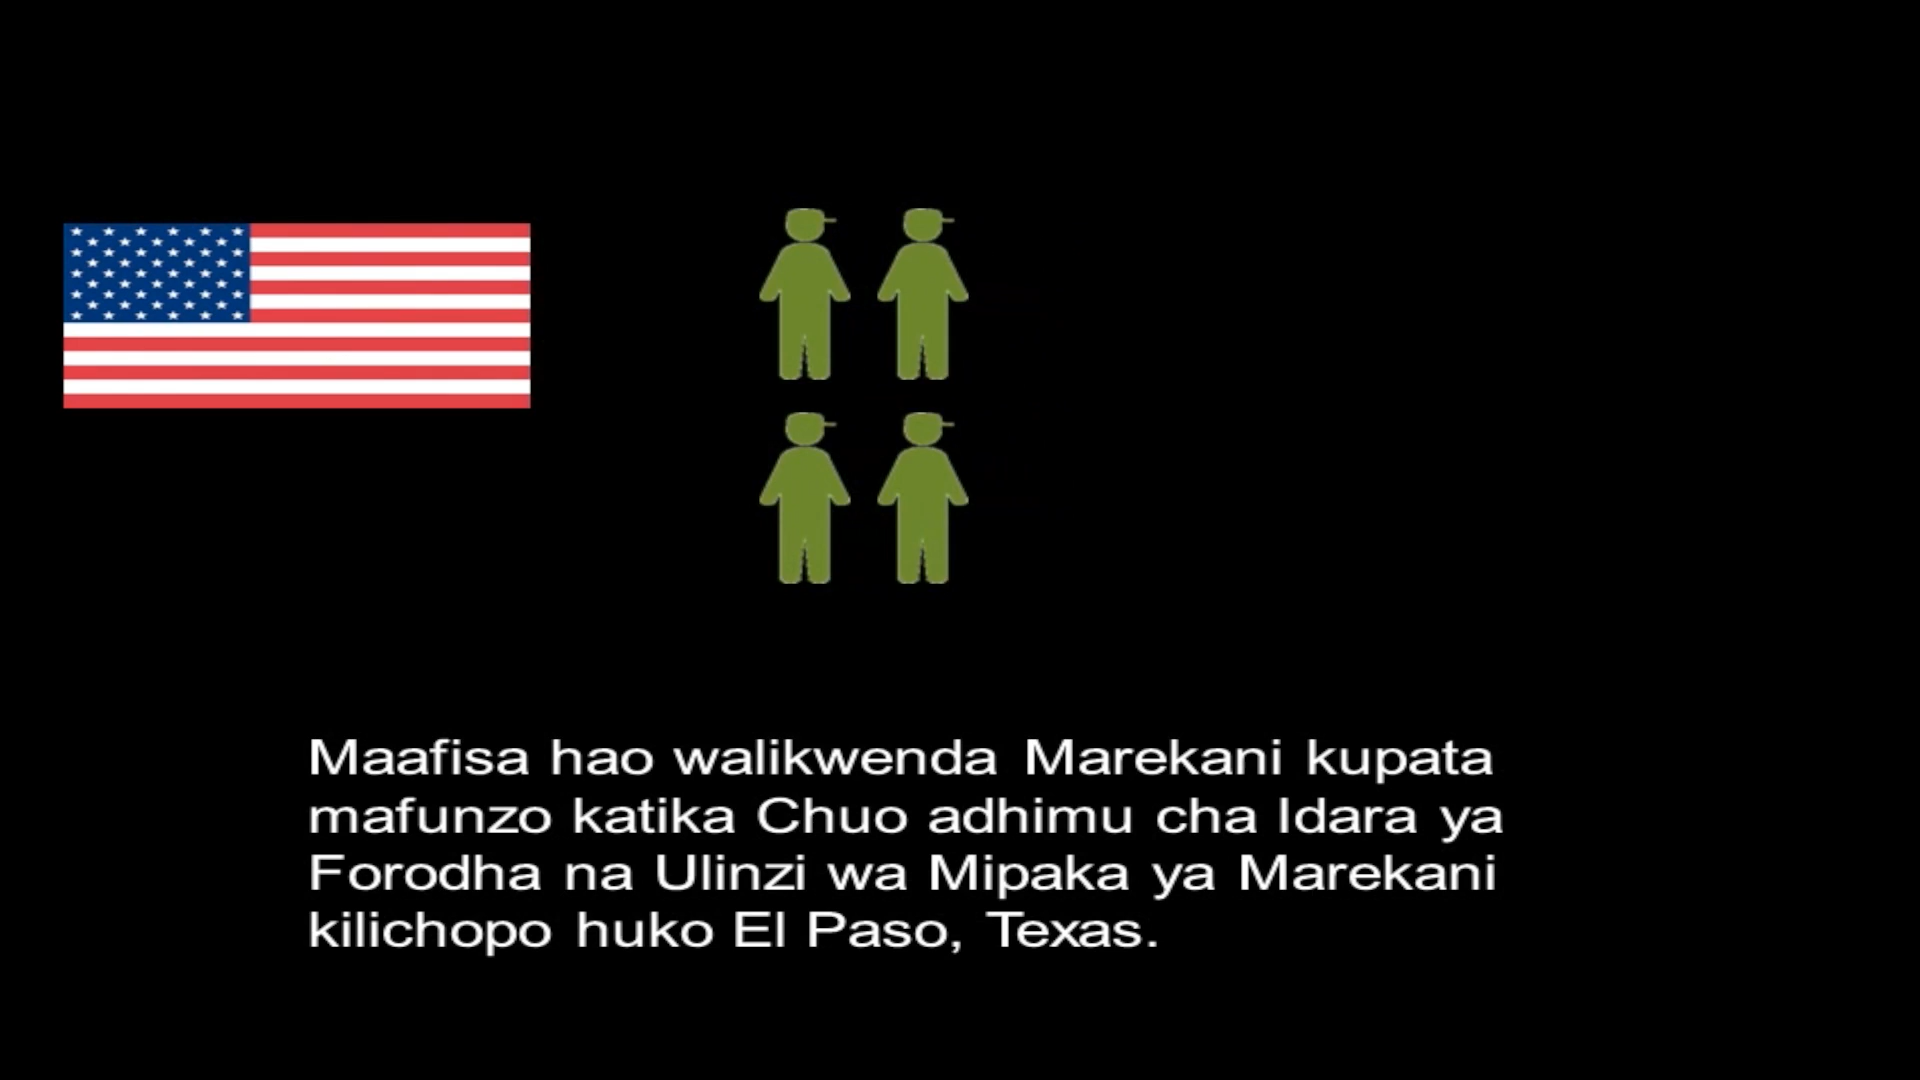 Maafisa hao walikwenda Marekani kupata
mafunzo katika Chuo adhimu cha Idara ya
Forodha na Ulinzi wa Mipaka ya Marekani
kilichopo huko El Paso, Texas.